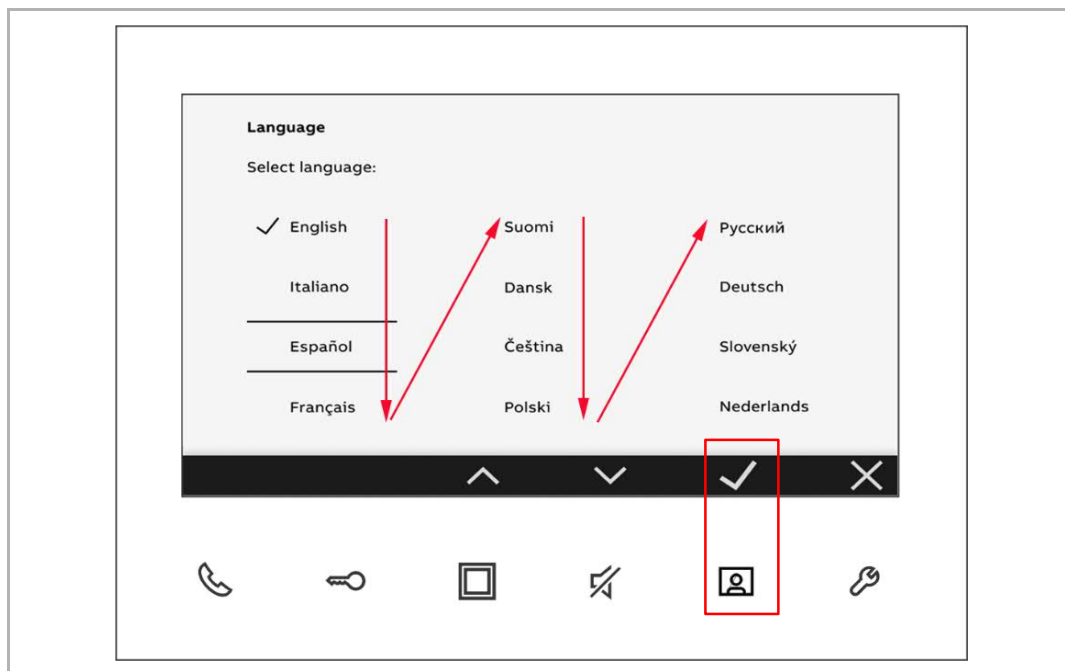 Language
Select language:
English
Italiano
Español
Français
Suomi
Dansk
Čeština
Polski
Русский
Deutsch
Slovenský
Nederlands